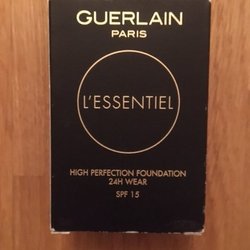 GUERLAIN
PARIS
L'ESSENTIEL
HIGH PERFECTION FOUNDATION
24H WEAR
SPF 15